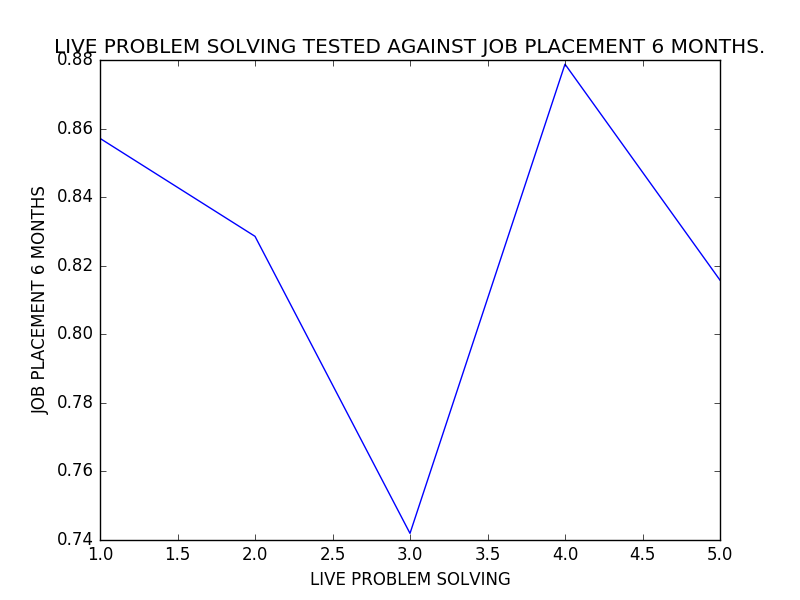 LIVE PROBLEM SOLVING TESTED AGAINST JOB PLACEMENT 6 MONTHS.
0.88
0.86
0.84
0.82
0.80
0.78
0.76
0.74
JOB PLACEMENT 6 MONTHS
1.0 1.5 2.0 2.5 3.0 3.5 4.0 4.5 5.0
LIVE PROBLEM SOLVING